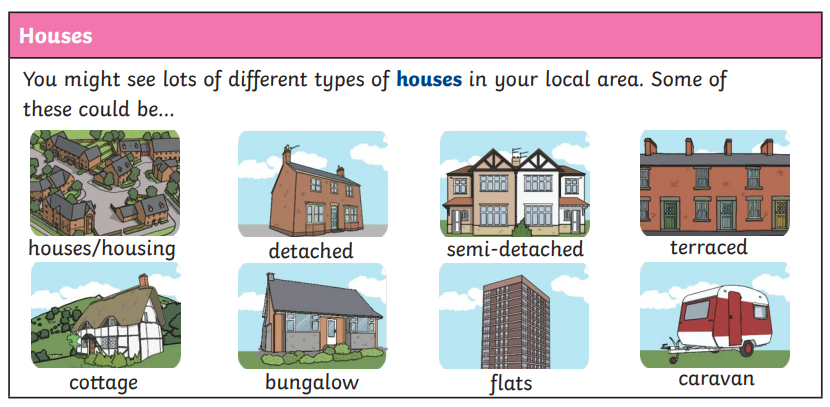 Houses
You might see lots of different types of houses in your local area. Some of
these could be...
houses/housing
detached
semi-detached
terraced
cottage
bungalow
flats
caravan